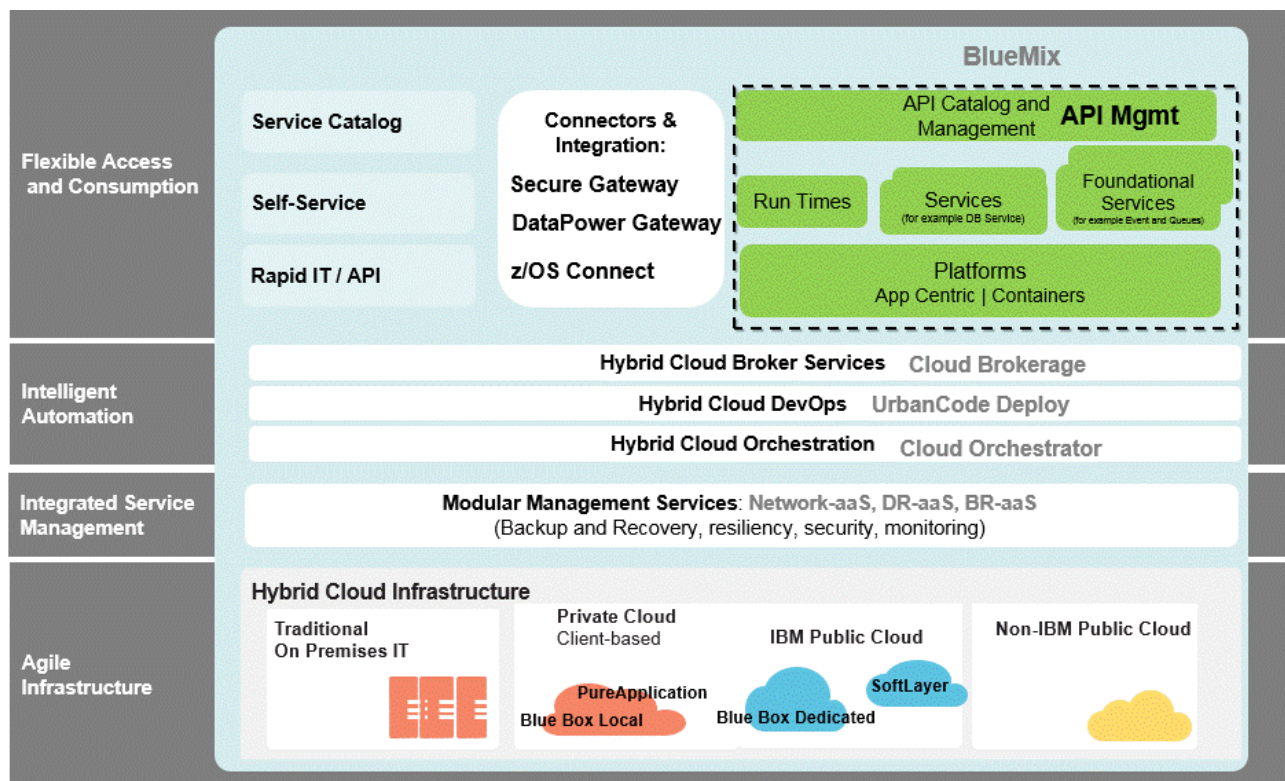 BlueMix
Flexible Access
and Consumption
Service Catalog
Self-Service
Rapid IT / API
Connectors &
Integration:
Secure Gateway
DataPower Gateway
z/OS Connect
API Catalog and
Management
API Mgmt
Run Times
Services
(for example DB Service)
Foundational
Services
(for example Event and Queues)
Platforms
App Centric | Containers
Intelligent
Automation
Hybrid Cloud Broker Services Cloud Brokerage
Hybrid Cloud DevOps UrbanCode Deploy
Hybrid Cloud Orchestration Cloud Orchestrator
Integrated Service
Management
Modular Management Services: Network-aaS, DR-aaS, BR-aaS
(Backup and Recovery, resiliency, security, monitoring)
Agile
Infrastructure
Hybrid Cloud Infrastructure
Traditional
On Premises IT
Private Cloud
Client-based
PureApplication
Blue Box Local
IBM Public Cloud
SoftLayer
Blue Box Dedicated
Non-IBM Public Cloud